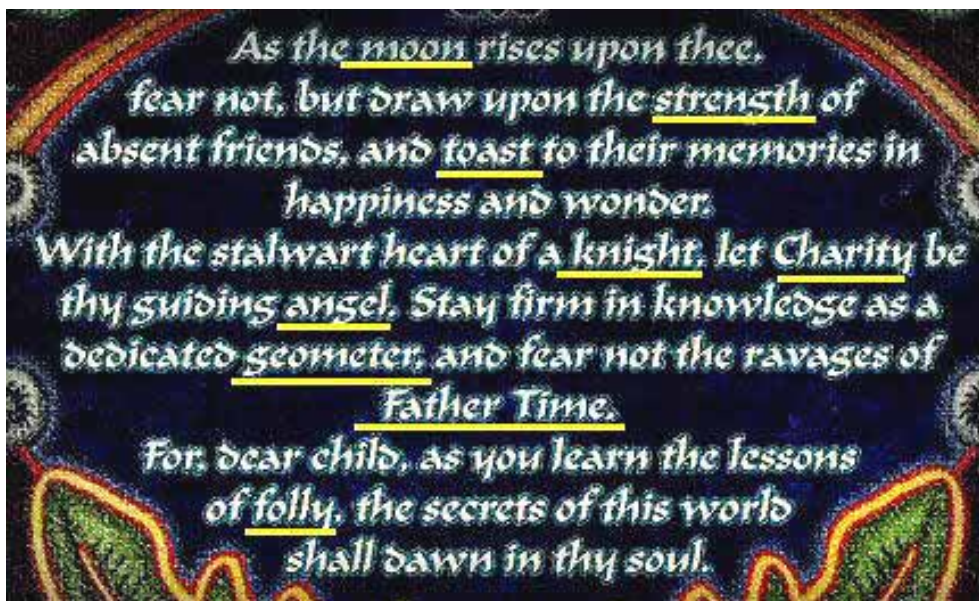 As the moon rises upon thee,
fear not, but draw upon the strength of
absent friends, and toast to their memories in
happiness and wonder.
With the stalwart heart of a knight, let Charity be
thy guiding angel. Stay firm in knowledge as a
dedicated geometer, and fear not the ravages of
Father Time.
For, dear child, as you learn the lessons
of folly, the secrets of this world
shall dawn in thy soul.